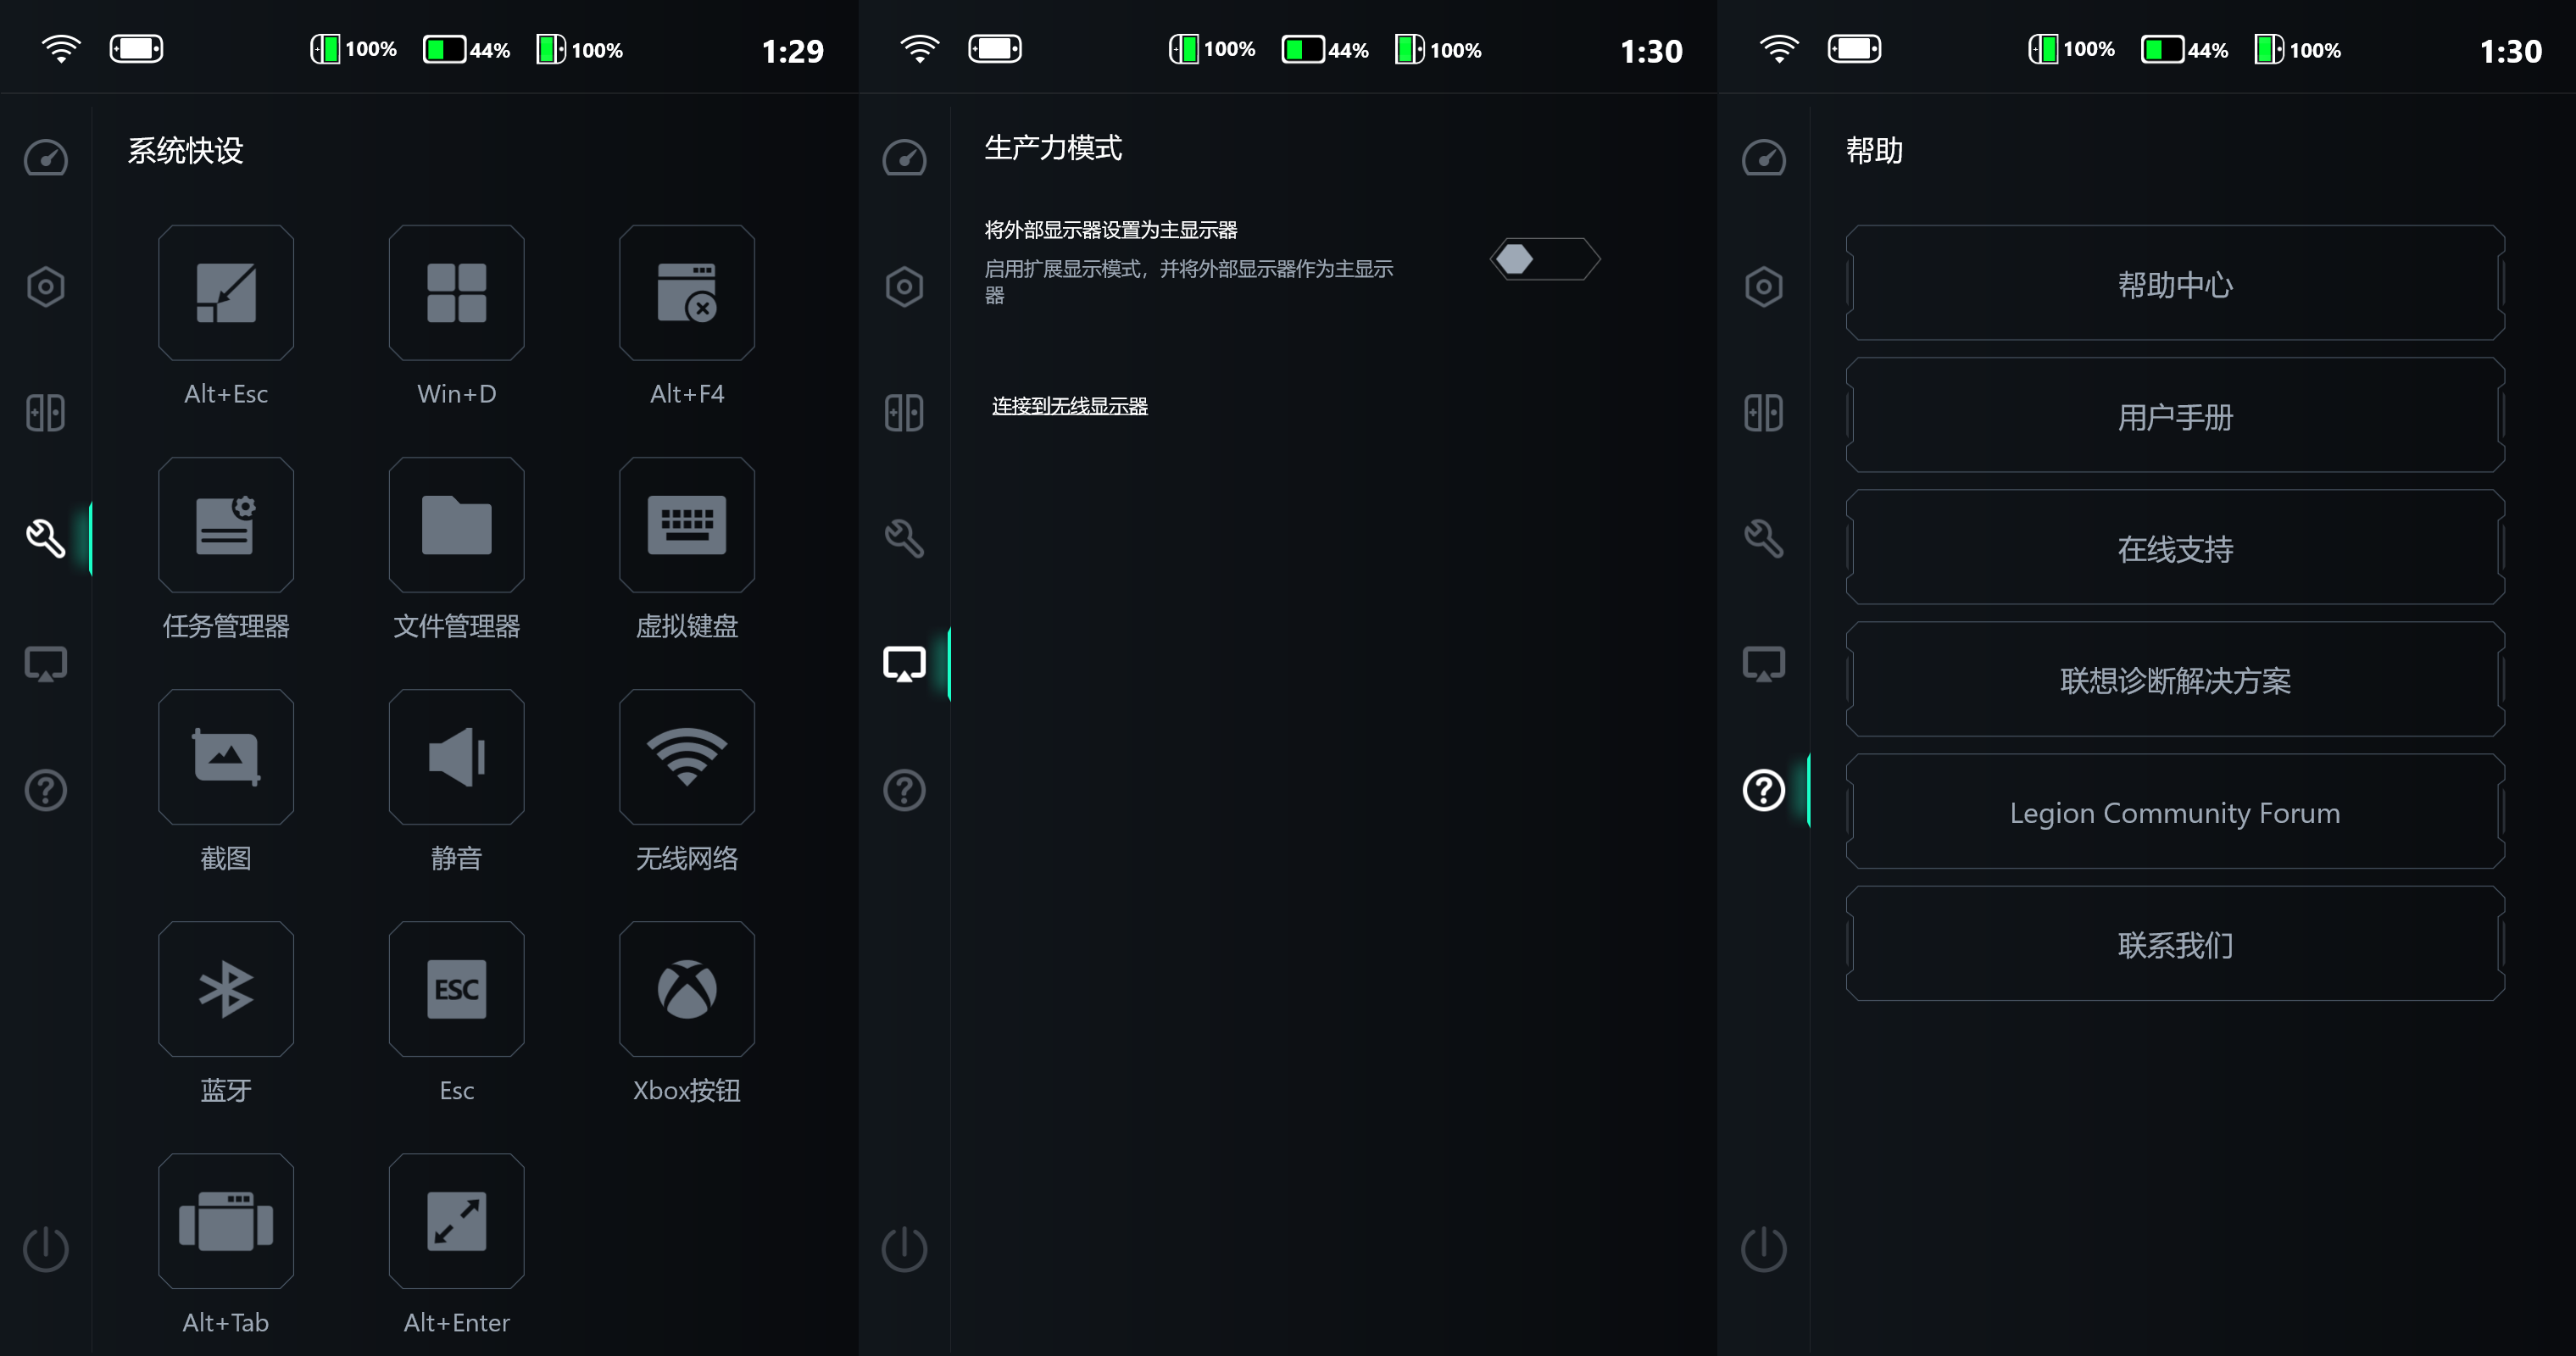 100%
44%
100%
1:29
系统快设
Alt+Esc
Win+D
Alt+F4
任务管理器
文件管理器
虚拟键盘
截图
静音
无线网络
ESC
蓝牙
Esc
Xbox按钮
Alt+Tab
Alt+Enter
100%
44%
100%
1:30
生产力模式
将外部显示器设置为主显示器
启用扩展显示模式，并将外部显示器作为主显示
器
连接到无线显示器
100%
44%
100%
1:30
帮助
帮助中心
用户手册
在线支持
联想诊断解决方案
Legion Community Forum
联系我们